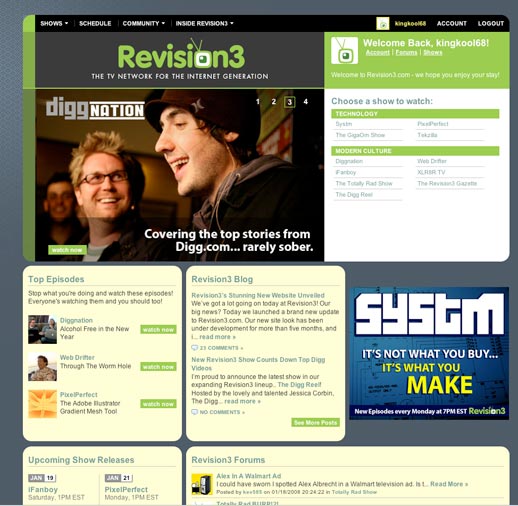 SHOWS SCHEDULE COMMUNITY INSIDE REVISION3 kingkool68 ACCOUNT LOGOUT
Revision3
THE TV NETWORK FOR THE INTERNET GENERATION
Welcome Back, kingkool68!
Account | Forums | Shows
Welcome to Revision3.com - we hope you enjoy your stay!
diggnation
1 2 3 4
Covering the top stories from
Digg.com... rarely sober.
watch now
Choose a show to watch:
TECHNOLOGY
Systm PixelPerfect
The GigaOm Show Tekzilla
MODERN CULTURE
Diggnation Web Drifter
iFanboy XLR8R TV
The Totally Rad Show The Revision3 Gazette
The Digg Reel
Top Episodes
Stop what you're doing and watch these episodes!
Everyone's watching them and you should too!
Diggnation
Alcohol Free in the New
Year
watch now
Web Drifter
Through The Worm Hole
watch now
PixelPerfect
The Adobe Illustrator
Gradient Mesh Tool
watch now
Revision3 Blog
Revision3's Stunning New Website Unveiled
We've got a lot going on today at Revision3! Our
big news? Today we launched a brand new update
to Revision3.com. Our new site look has been
under development for more than five months, and
i... read more »
23 COMMENTS »
New Revision3 Show Counts Down Top Digg
Videos
I'm proud to announce the latest show in our
expanding Revision3 lineup.. The Digg Reel!
Hosted by the lovely and talented Jessica Corbin,
The Digg... read more »
NO COMMENTS »
See More Posts
SYSTM
IT'S NOT WHAT YOU BUY...
IT'S WHAT YOU
MAKE
New Episodes every Monday at 7PM EST Revision3
Upcoming Show Releases
JAN 19
iFanboy
Saturday, 1PM EST
JAN 21
PixelPerfect
Monday, 1PM EST
Revision3 Forums
Alex In A Walmart Ad
I could have sworn I spotted Alex Albrecht in a Walmart television ad. Is t... Read More »
Posted by kev585 on 01/18/2008 20:24:22 in Totally Rad Show
Totally RAD BURF!2!